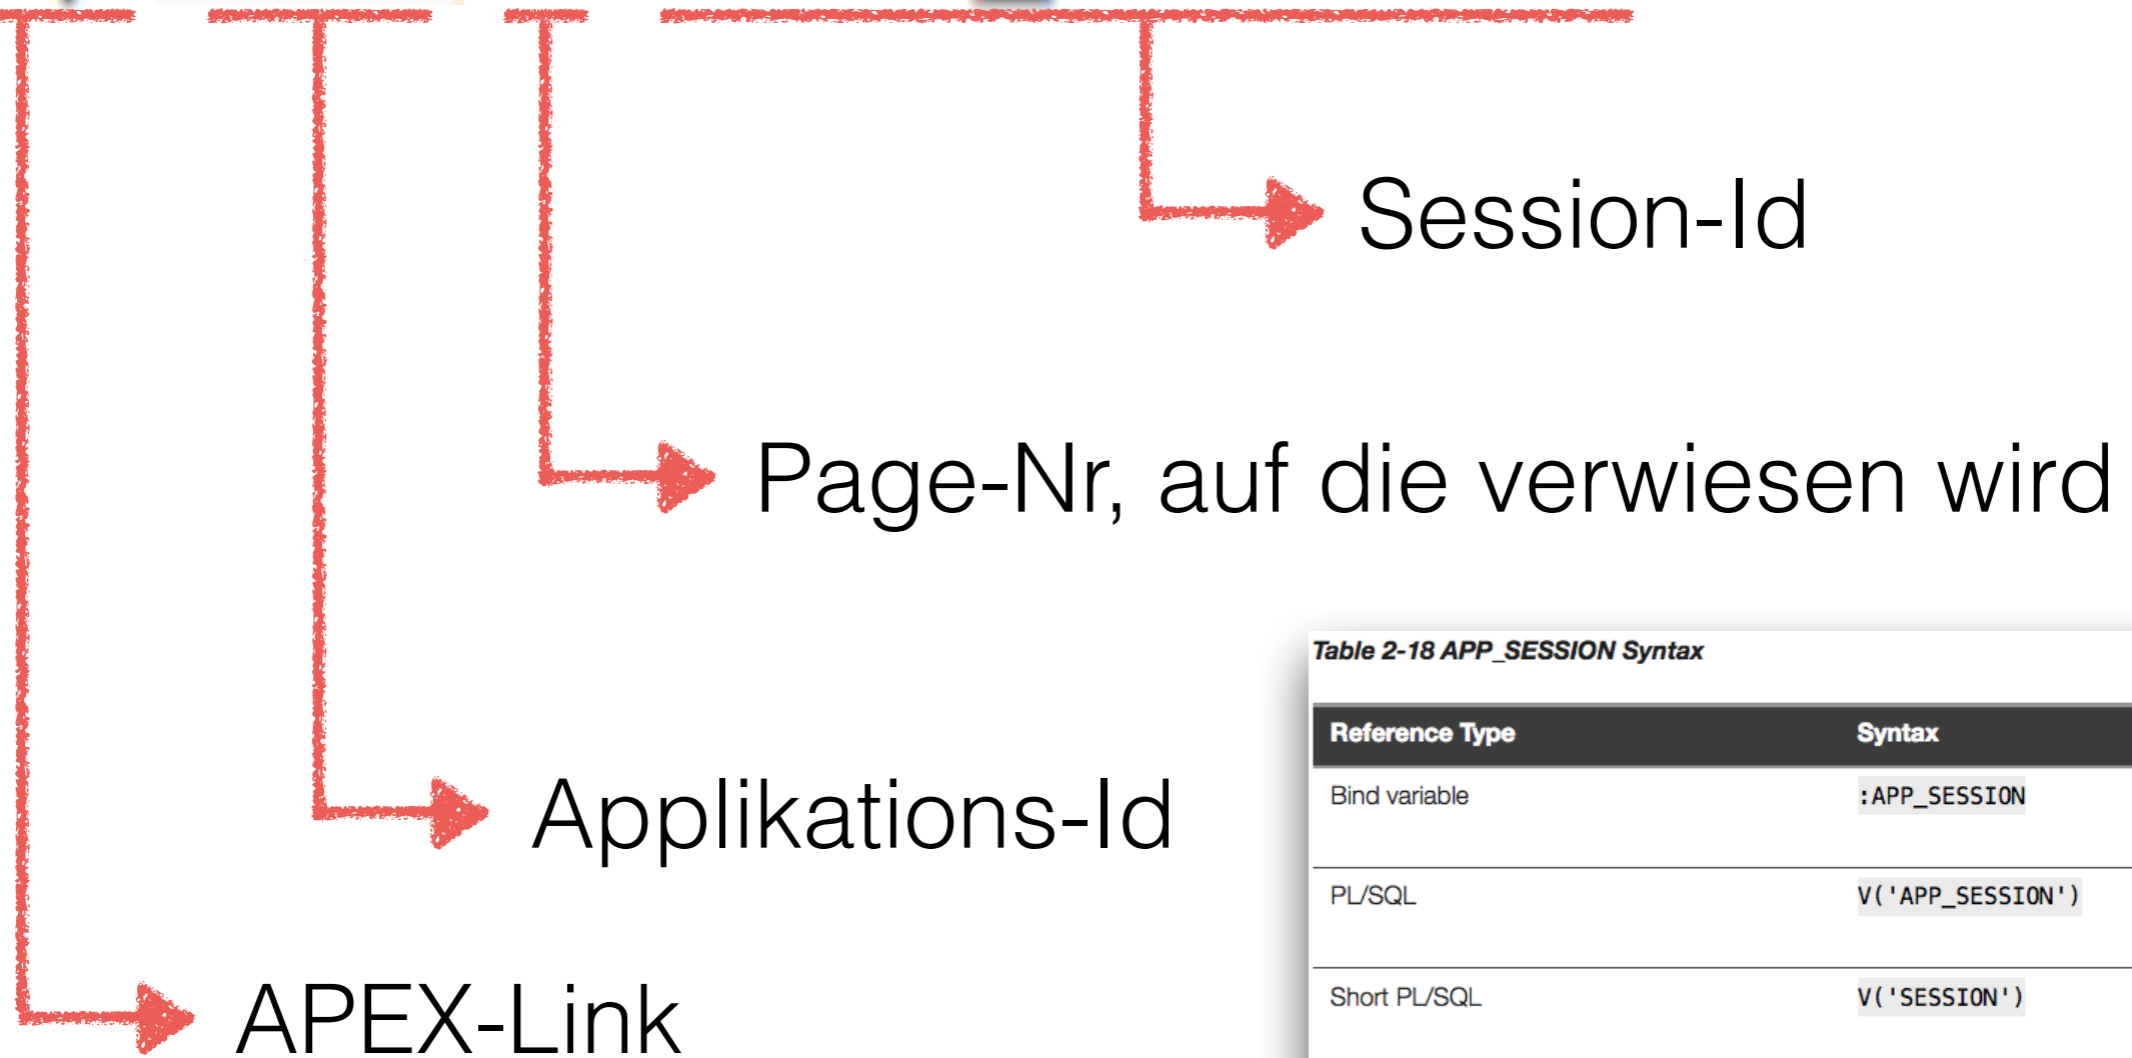 Session-Id
Page-Nr, auf die verwiesen wird
Applikations-Id
APEX-Link
Table 2-18 APP_SESSION Syntax
Reference Type Syntax
Bind variable :APP_SESSION
PL/SQL V('APP_SESSION')
Short PL/SQL V('SESSION')